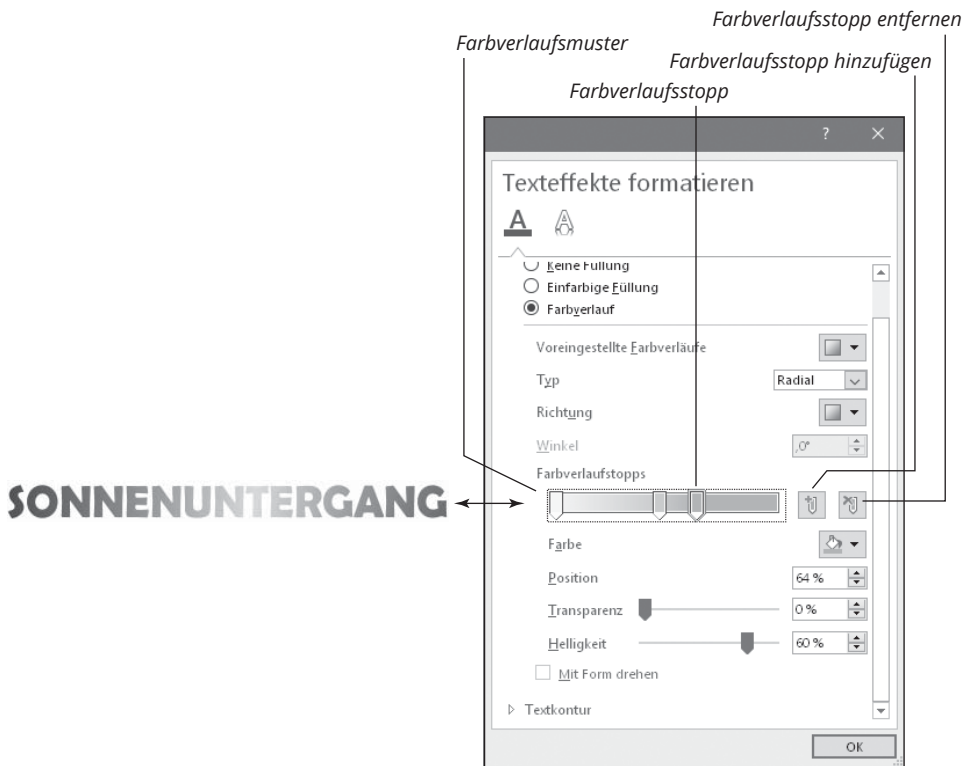 Farbverlaufsstopp entfernen
Farbverlaufsmuster
Farbverlaufsstopp hinzufügen
Farbverlaufsstopp
?
Texteffekte formatieren
A A
Keine Füllung
Einfarbige Füllung
Farbverlauf
Voreingestellte Farbverläufe
Typ Radial
Richtung
Winkel ,0°
Farbverlaufstopps
SONNENUNTERGANG
Farbe
Position 64 %
Transparenz 0 %
Helligkeit 60 %
Mit Form drehen
Textkontur
OK